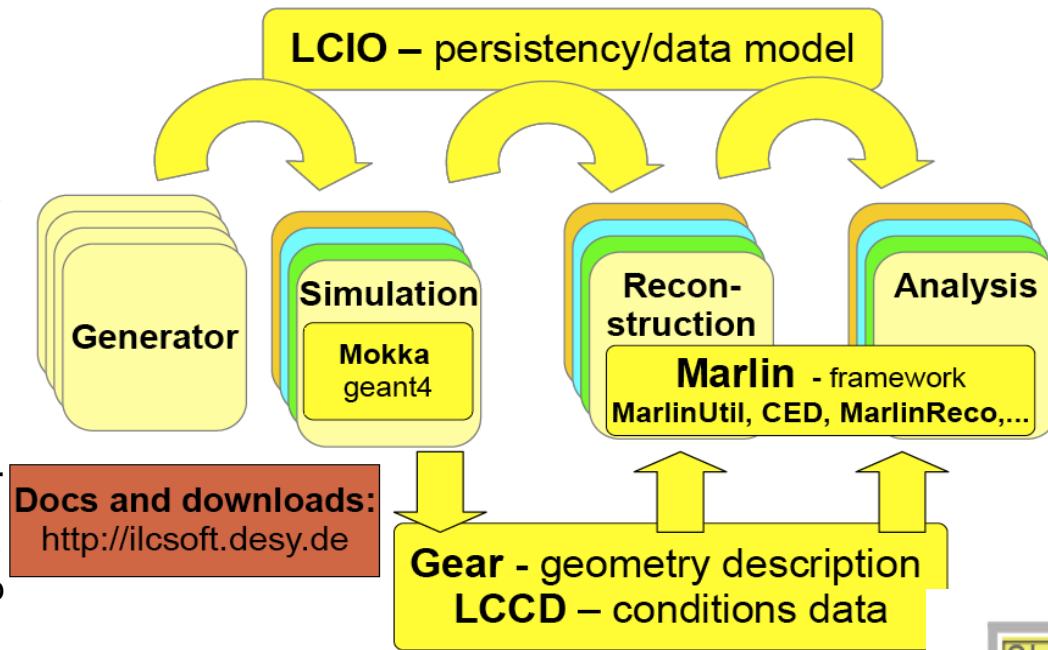 LCIO – persistency/data model
Generator
Simulation
Mokka
geant4
Recon-
struction
Analysis
Marlin - framework
MarlinUtil, CED, MarlinReco,...
Docs and downloads:
http://ilcsoft.desy.de
Gear - geometry description
LCCD – conditions data